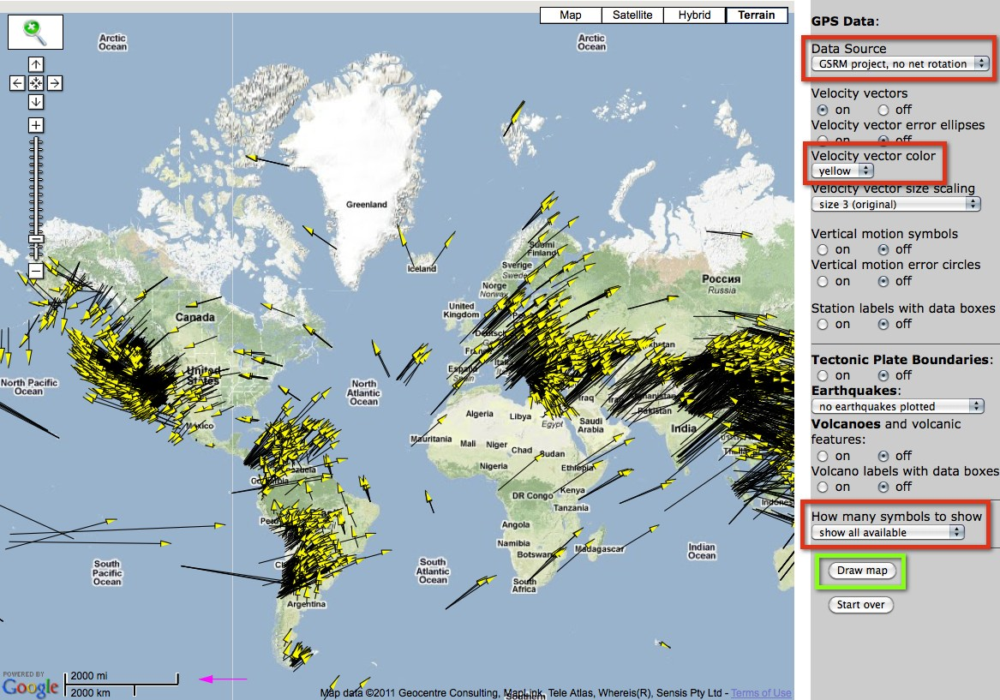 Map
Satellite
Hybrid
Terrain
Arctic
Ocean
Arctic
Ocean
Greenland
Iceland
Suomi
Finland
Sverige
Sweden
Norge
Norway
Россия
Russia
United
Kingdom
Canada
Deutsch
España
Spain
United
States
North Pacific
Ocean
North
Atlantic
Ocean
México
Algeria
Libya
Egypt
Iraq
Saudi
Arabia
Pakistan
India
Mauritania
Mali
Niger
Chad
Sudan
Nigeria
Ethiopia
Kenya
DR Congo
Tanzania
Angola
Namibia
Botswana
Madagascar
Indian
Ocean
South
Pacific
Ocean
South
Atlantic
Ocean
South
Africa
Argentina
Southern
POWERED BY
Google
2000 mi
2000 km
Map data ©2011 Geocentre Consulting, MapLink, Tele Atlas, Whereis(R), Sensis Pty Ltd - Terms of Use
GPS Data:
Data Source
GSRM project, no net rotation
Velocity vectors
on off
Velocity vector error ellipses
on off
Velocity vector color
yellow
Velocity vector size scaling
size 3 (original)
Vertical motion symbols
on off
Vertical motion error circles
on off
Station labels with data boxes
on off
Tectonic Plate Boundaries:
on off
Earthquakes:
no earthquakes plotted
Volcanoes and volcanic
features:
on off
Volcano labels with data boxes
on off
How many symbols to show
show all available
Draw map
Start over